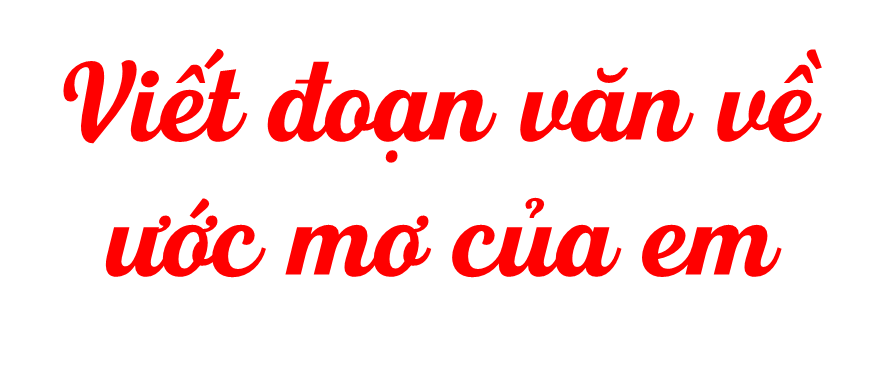 Viết đoạn văn về
ước mơ của em